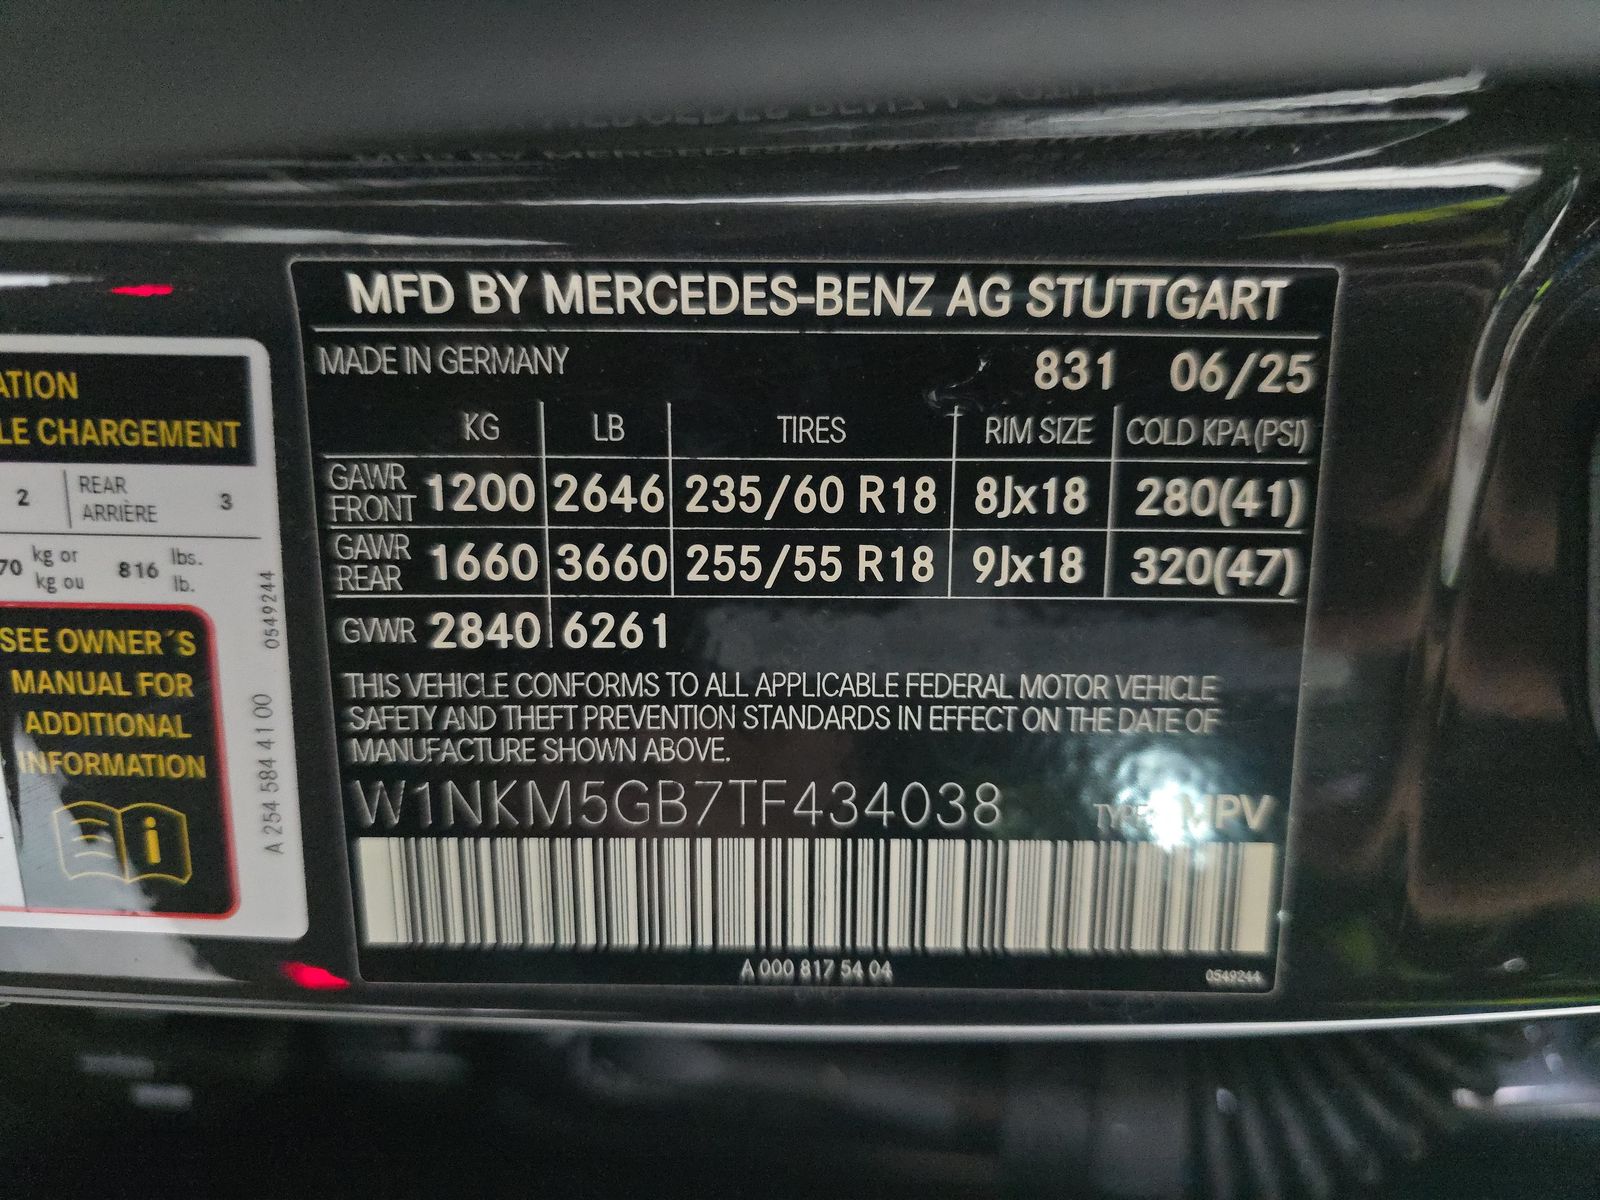 MFD BY MERCEDES-BENZ AG STUTTGART
MADE IN GERMANY 831 06/25
KG LB TIRES RIM SIZE COLD KPA(PSI)
GAWR FRONT 1200 2646 235/60 R18 8Jx18 280(41)
GAWR REAR 1660 3660 255/55 R18 9Jx18 320(47)
GVWR 2840 6261
THIS VEHICLE CONFORMS TO ALL APPLICABLE FEDERAL MOTOR VEHICLE
SAFETY AND THEFT PREVENTION STANDARDS IN EFFECT ON THE DATE OF
MANUFACTURE SHOWN ABOVE.
W1NKM5GB7TF434038 MPV
A 000 817 54 04 0549244
ATION
LE CHARGEMENT
2 REAR ARRIÈRE 3
70 kg or kg ou 816 lbs. lb.
SEE OWNER´S
MANUAL FOR
ADDITIONAL
INFORMATION
A 254 584 41 00 0549244